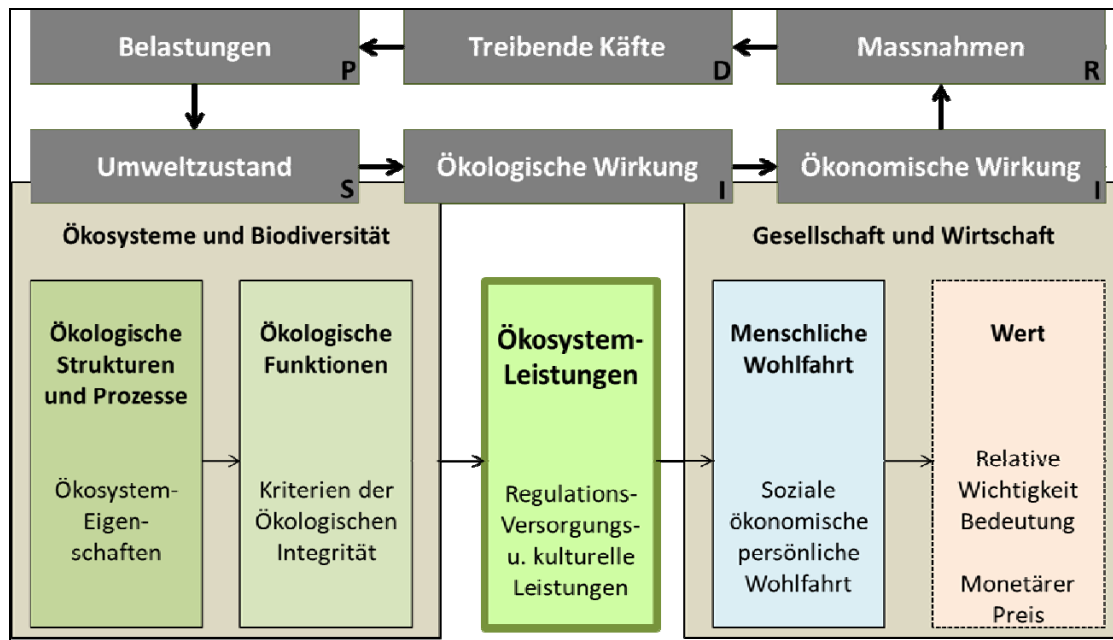 Belastungen
P
Treibende Käfte
D
Massnahmen
R
Umweltzustand
S
Ökologische Wirkung
I
Ökonomische Wirkung
I
Ökosysteme und Biodiversität
Gesellschaft und Wirtschaft
Ökologische
Strukturen
und Prozesse
Ökosystem-
Eigen-
schaften
Ökologische
Funktionen
Kriterien der
Ökologischen
Integrität
Ökosystem-
Leistungen
Regulations-
Versorgungs-
u. kulturelle
Leistungen
Menschliche
Wohlfahrt
Soziale
ökonomische
persönliche
Wohlfahrt
Wert
Relative
Wichtigkeit
Bedeutung
Monetärer
Preis